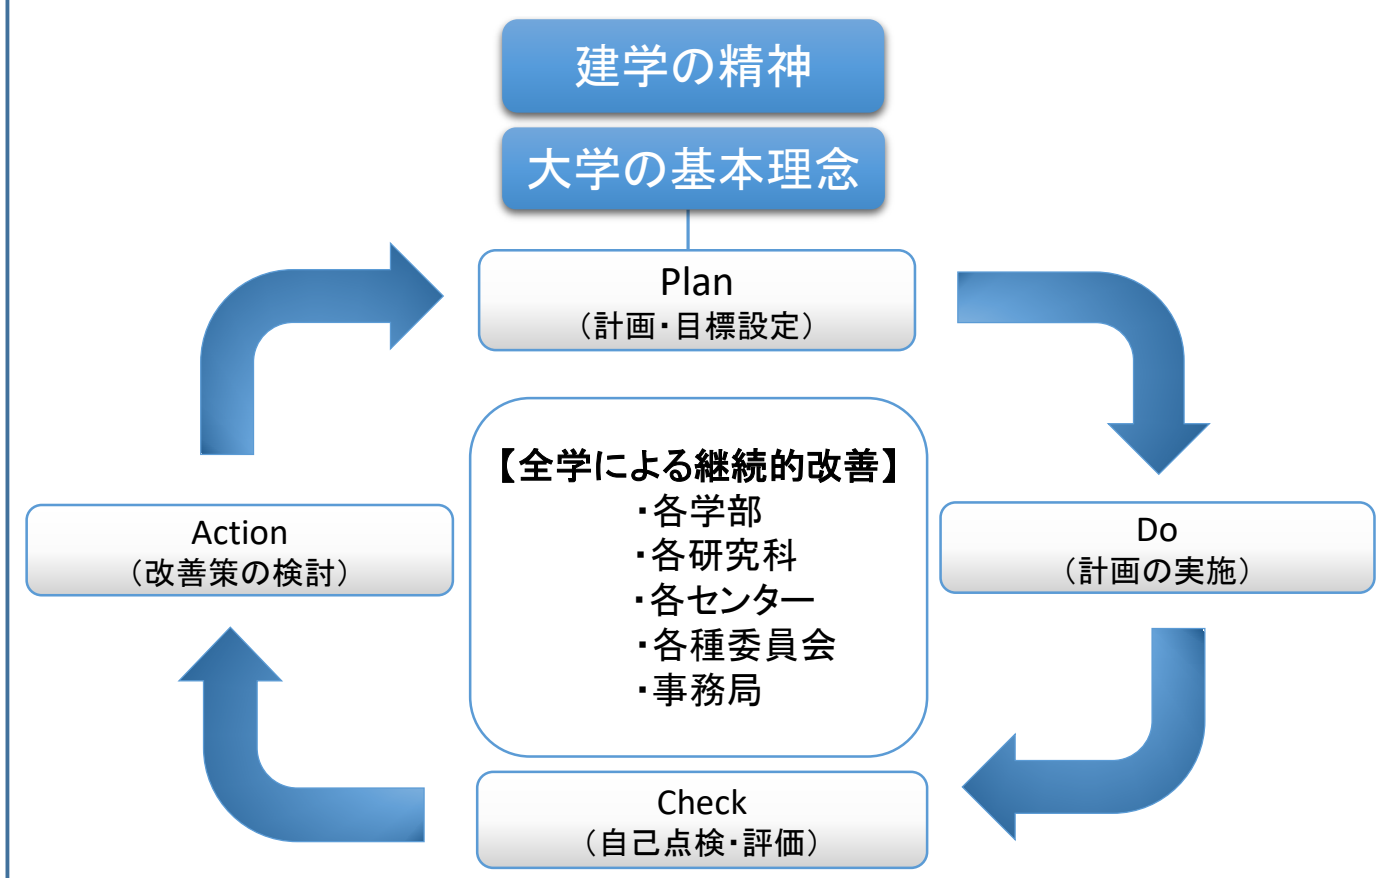 建学の精神
大学の基本理念
Plan
（計画・目標設定）
【全学による継続的改善】
・各学部
・各研究科
・各センター
・各種委員会
・事務局
Action
（改善策の検討）
Do
（計画の実施）
Check
（自己点検・評価）